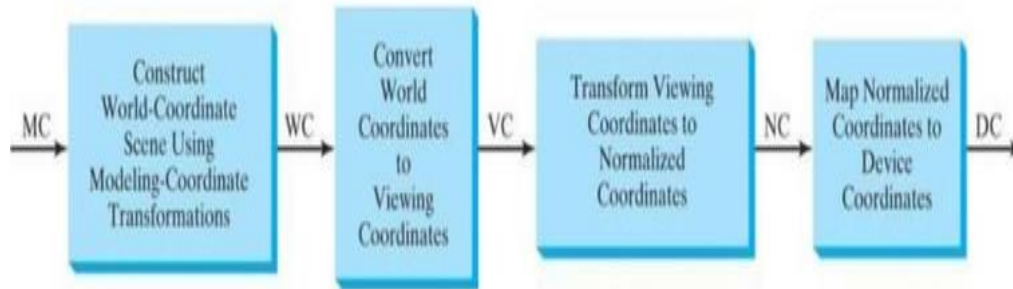 MC
Construct
World-Coordinate
Scene Using
Modeling-Coordinate
Transformations
WC
Convert
World
Coordinates
to
Viewing
Coordinates
VC
Transform Viewing
Coordinates to
Normalized
Coordinates
NC
Map Normalized
Coordinates to
Device
Coordinates
DC